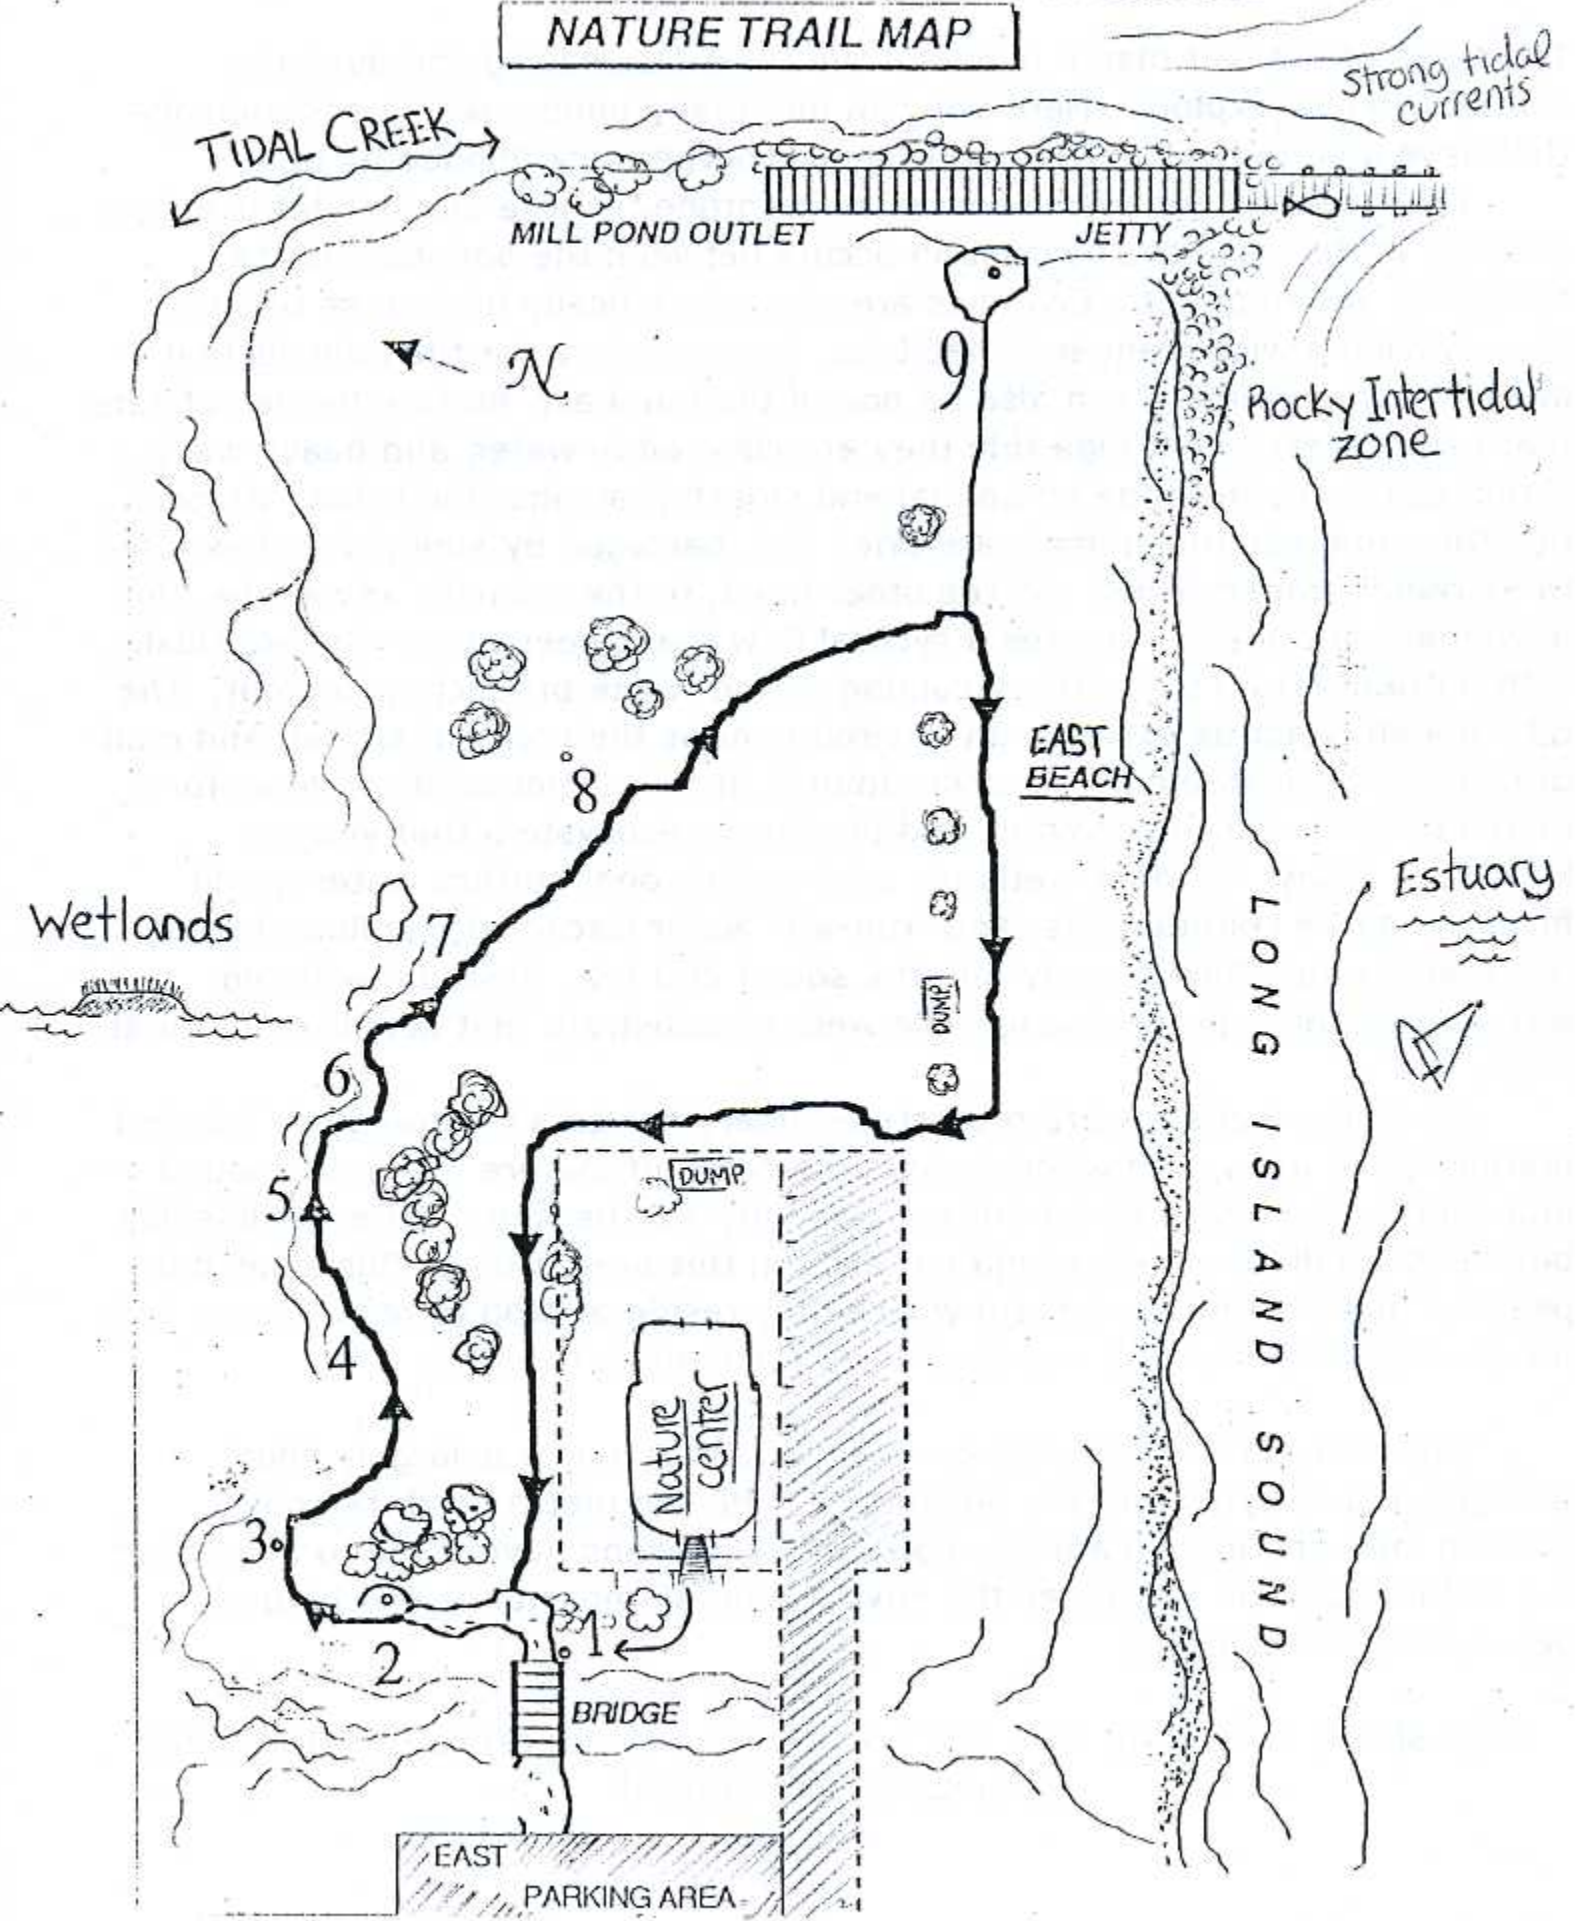 NATURE TRAIL MAP
strong tidal
currents
TIDAL CREEK
MILL POND OUTLET
JETTY
N
9
Rocky Intertidal
zone
EAST
BEACH
8
Estuary
Wetlands
7
DUMP
LONG ISLAND SOUND
6
DUMP
5
4
Nature
center
3
1
2
BRIDGE
EAST
PARKING AREA